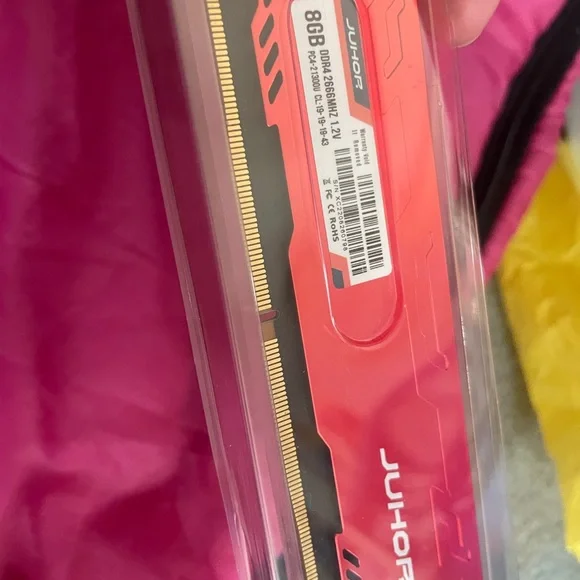 JUHOR
8GB DDR4 2666MHZ 1.2V
PC4-21300U CL:19-19-19-43
Warranty Void
If Removed
S/N:XC2206260798
FC CE RoHS
JUHOR